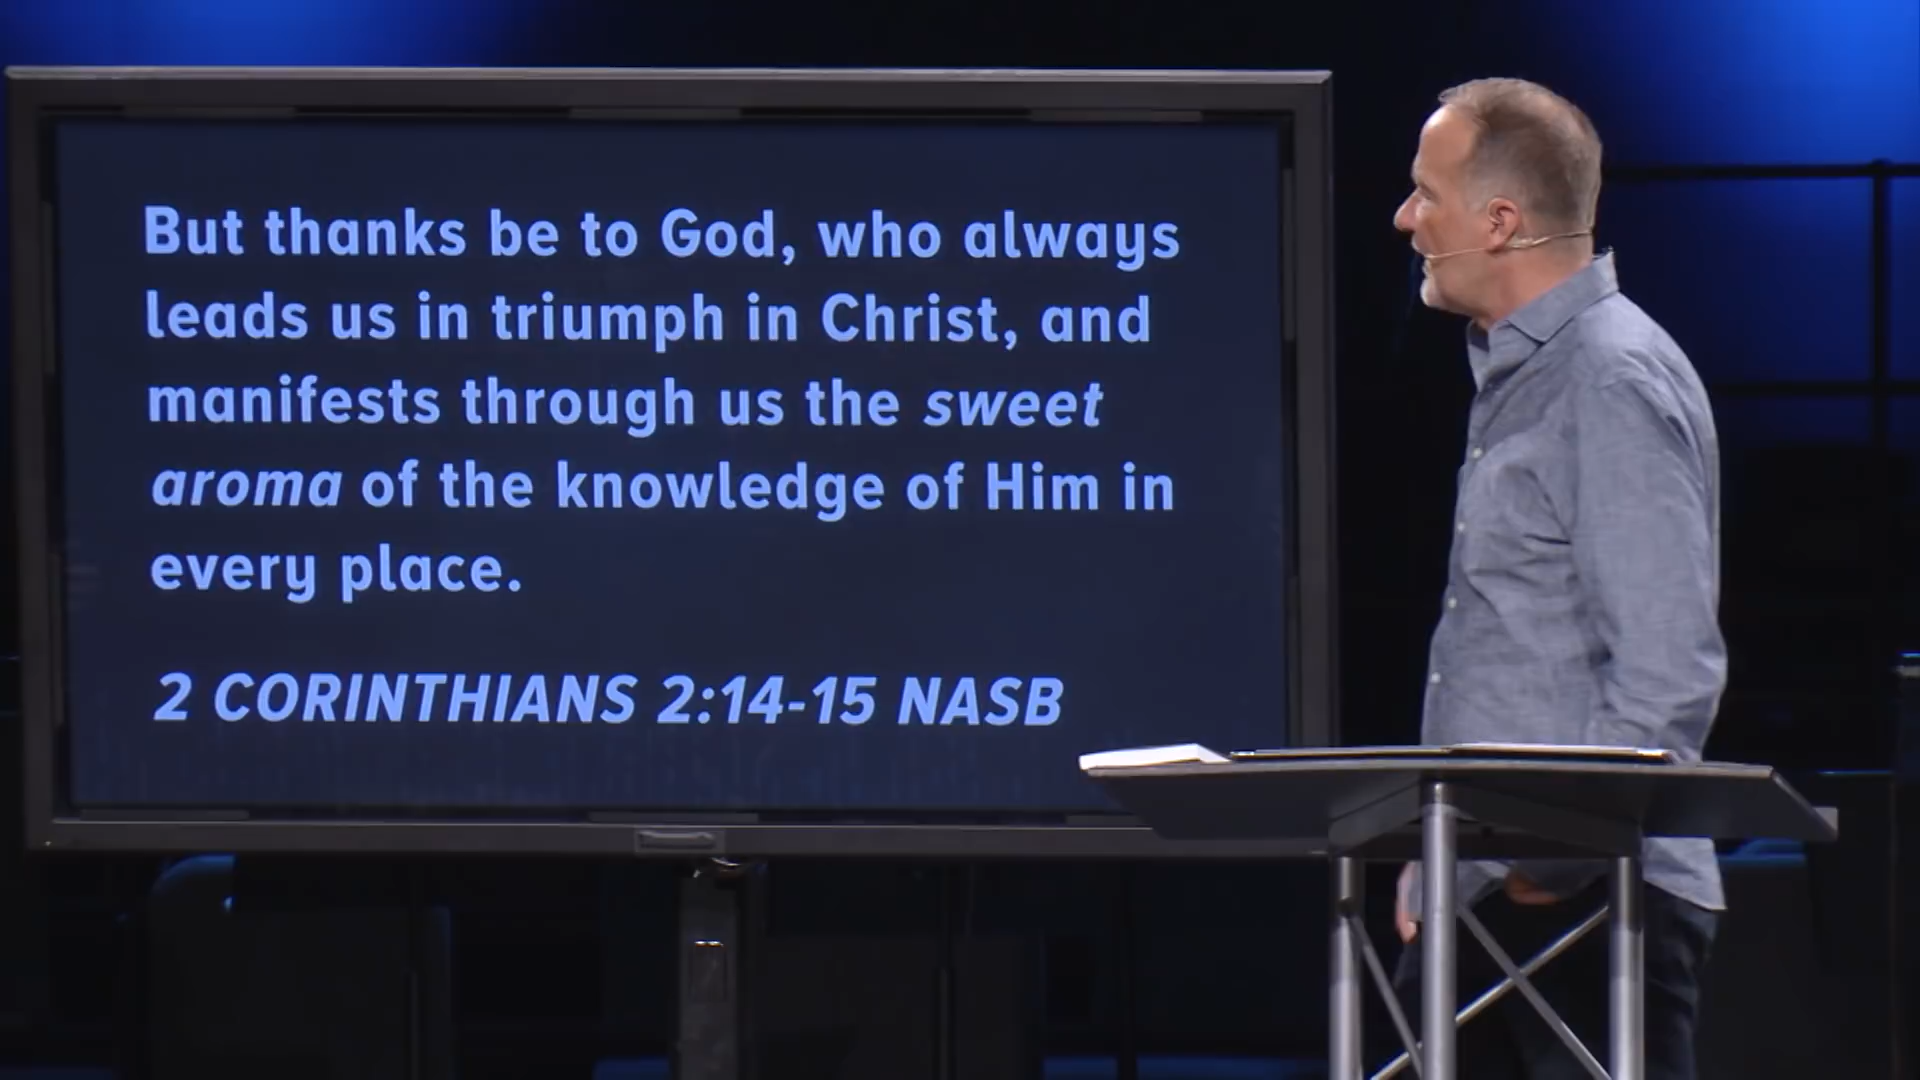 But thanks be to God, who always
leads us in triumph in Christ, and
manifests through us the sweet
aroma of the knowledge of Him in
every place.
2 CORINTHIANS 2:14-15 NASB